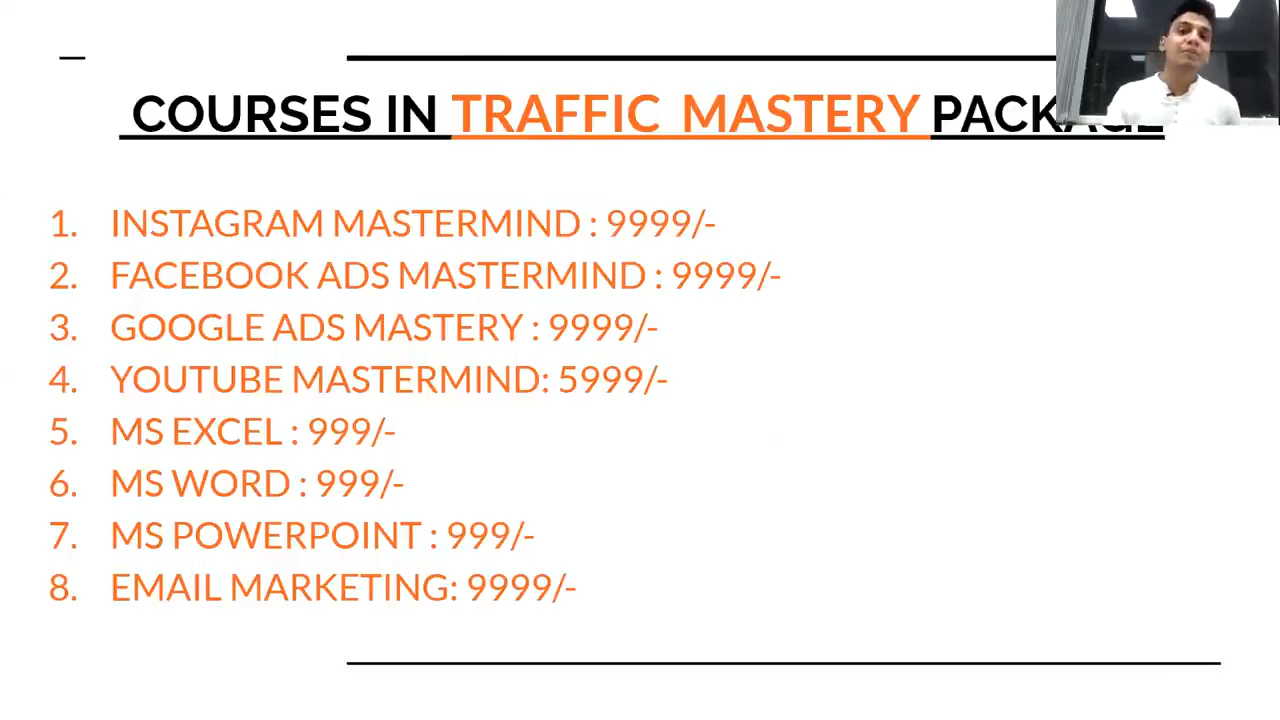 COURSES IN TRAFFIC MASTERY PACKAGE
1. INSTAGRAM MASTERMIND : 9999/-
2. FACEBOOK ADS MASTERMIND : 9999/-
3. GOOGLE ADS MASTERY : 9999/-
4. YOUTUBE MASTERMIND: 5999/-
5. MS EXCEL : 999/-
6. MS WORD : 999/-
7. MS POWERPOINT : 999/-
8. EMAIL MARKETING: 9999/-